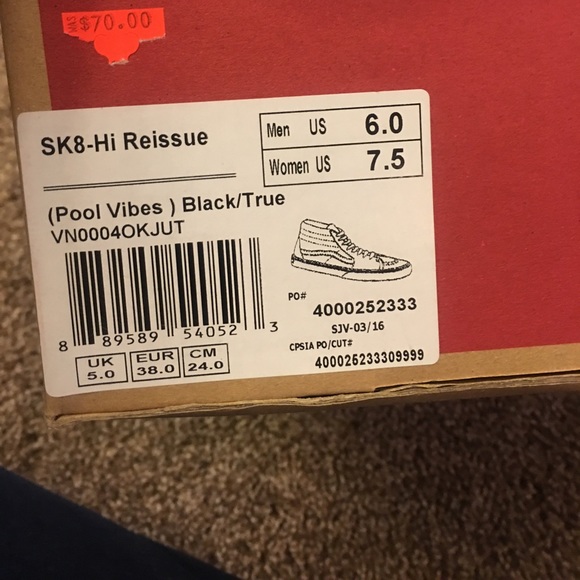 $70.00
SK8-Hi Reissue
Men US 6.0
Women US 7.5
(Pool Vibes ) Black/True
VN0004OKJUT
8 89589 54052 3
PO# 4000252333
SJV-03/16
CPSIA PO/CUT#
400025233309999
UK 5.0
EUR 38.0
CM 24.0